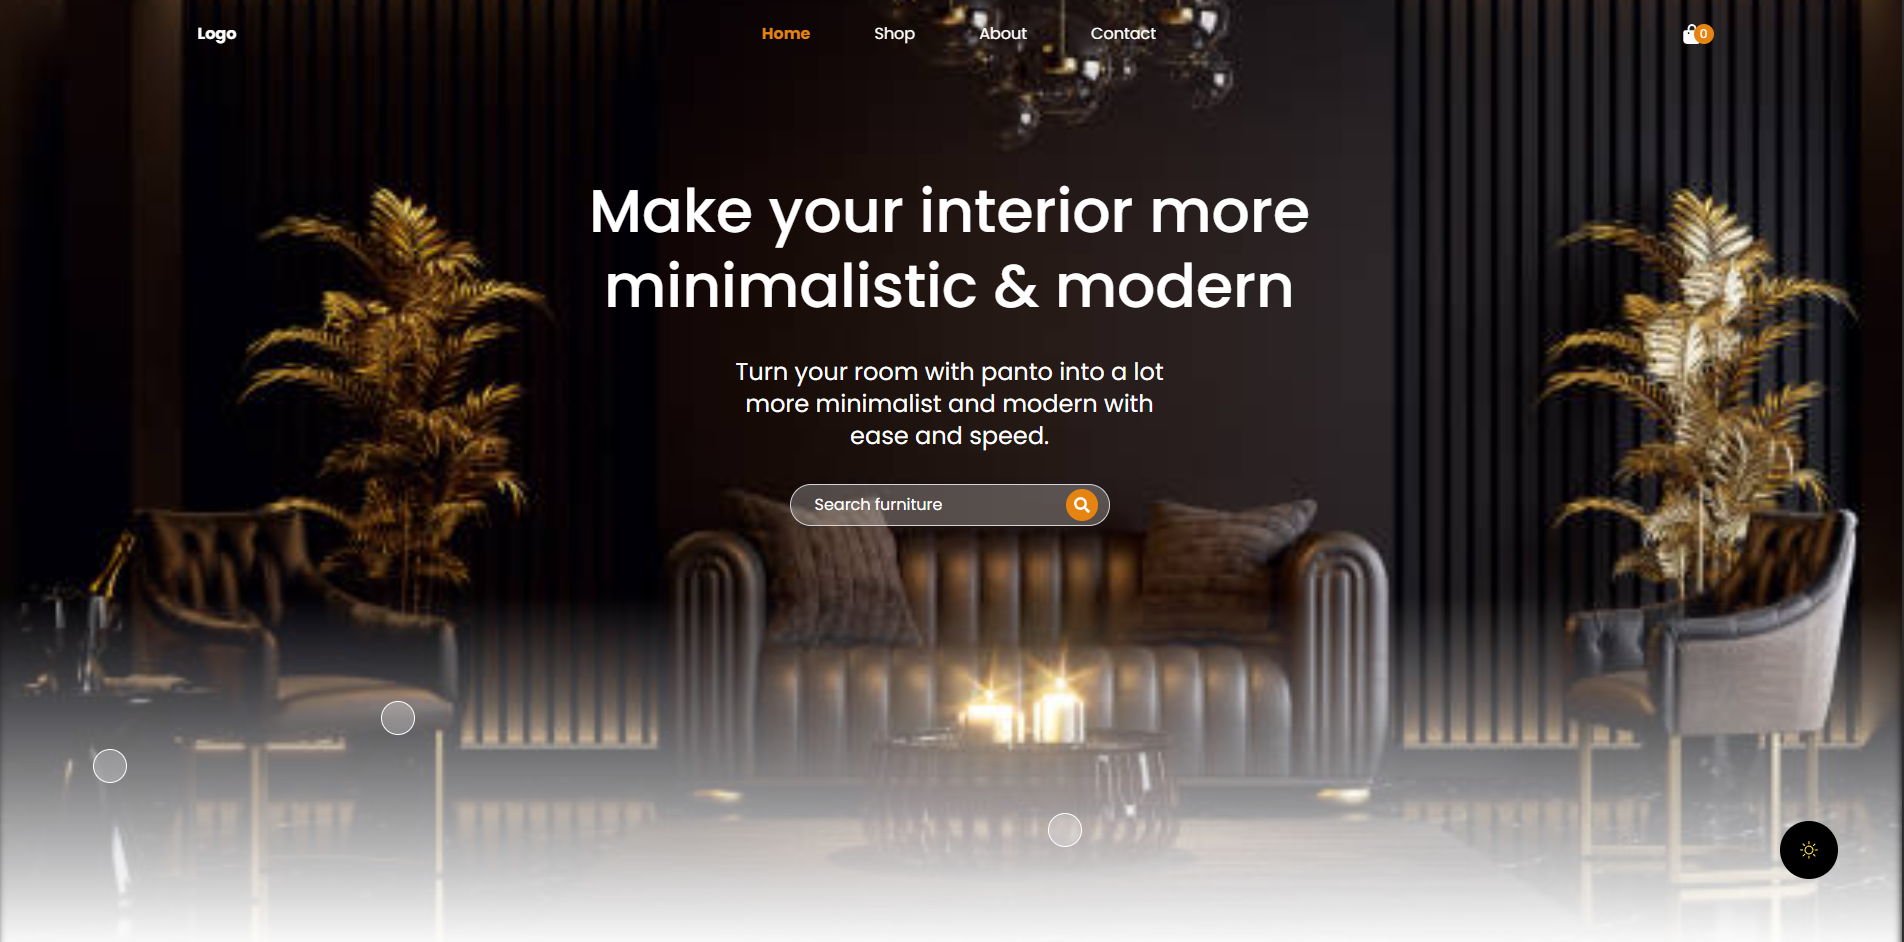 Logo
Home
Shop
About
Contact
0
Make your interior more
minimalistic & modern
Turn your room with panto into a lot
more minimalist and modern with
ease and speed.
Search furniture